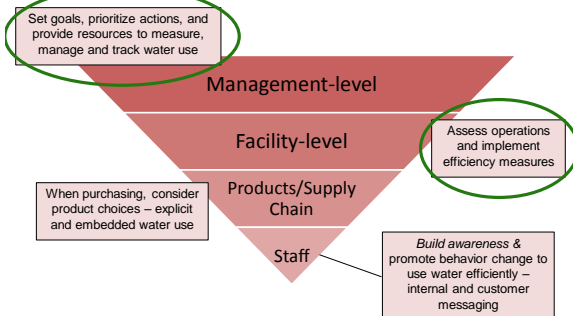 Set goals, prioritize actions, and
provide resources to measure,
manage and track water use
Management-level
Facility-level
Assess operations
and implement
efficiency measures
Products/Supply
Chain
When purchasing, consider
product choices – explicit
and embedded water use
Staff
Build awareness &
promote behavior change to
use water efficiently –
internal and customer
messaging